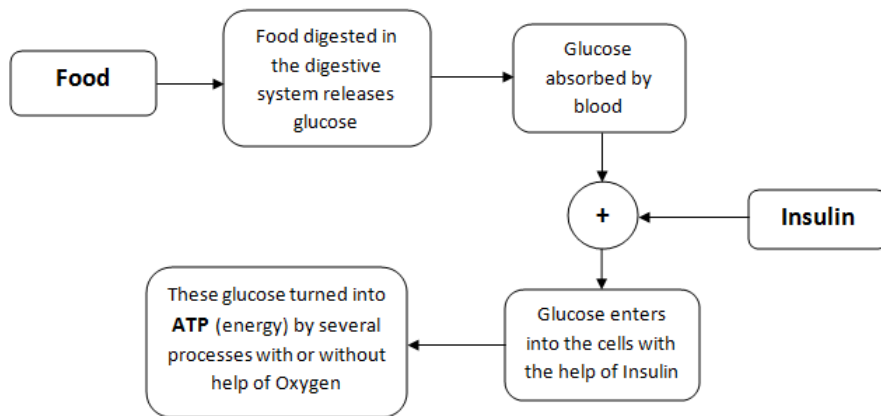 Food
Food digested in
the digestive
system releases
glucose
Glucose
absorbed by
blood
+
Insulin
Glucose enters
into the cells with
the help of Insulin
These glucose turned into
ATP (energy) by several
processes with or without
help of Oxygen